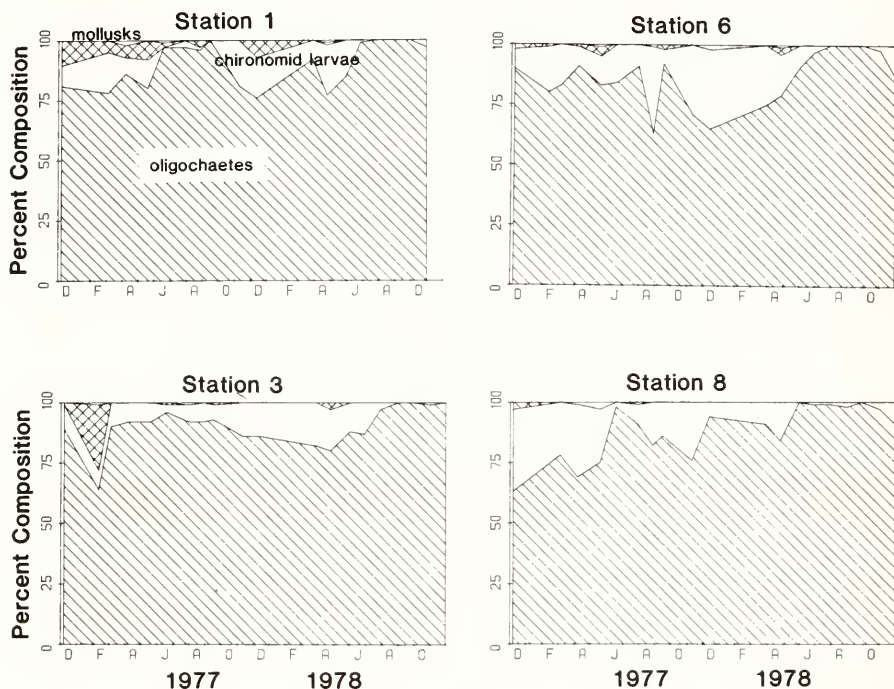 Station 1
Percent Composition
100
75
50
25
0
mollusks
chironomid larvae
oligochaetes
D F A J A O D F A J A O
Station 6
100
75
50
25
0
D F A J A O D F A J A O
Station 3
Percent Composition
100
75
50
25
0
D F A J A O D F A J A O
1977 1978
Station 8
100
75
50
25
0
D F A J A O D F A J A O
1977 1978